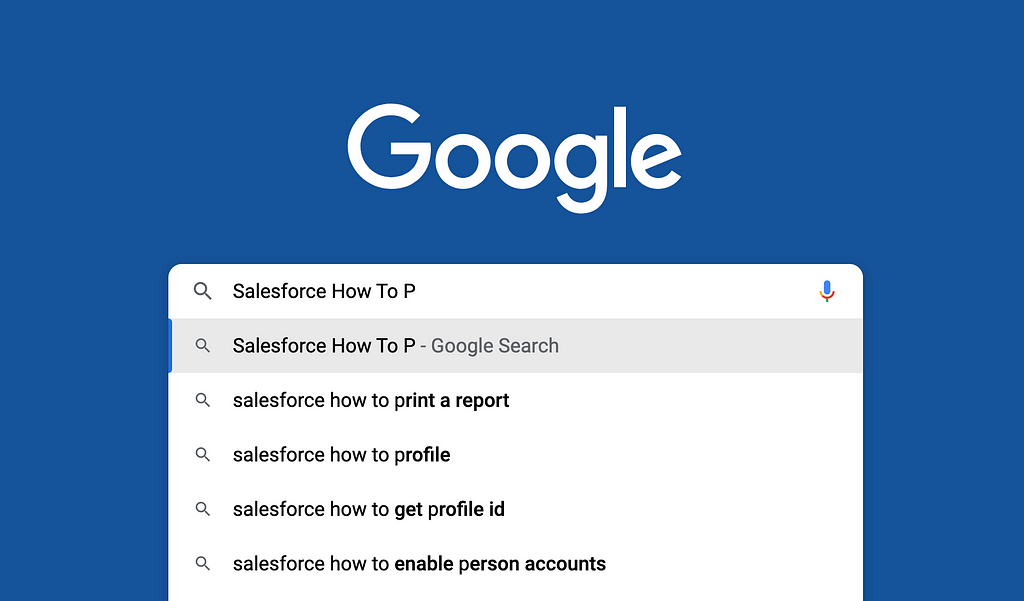 Google
Salesforce How To P
Salesforce How To P - Google Search
salesforce how to print a report
salesforce how to profile
salesforce how to get profile id
salesforce how to enable person accounts